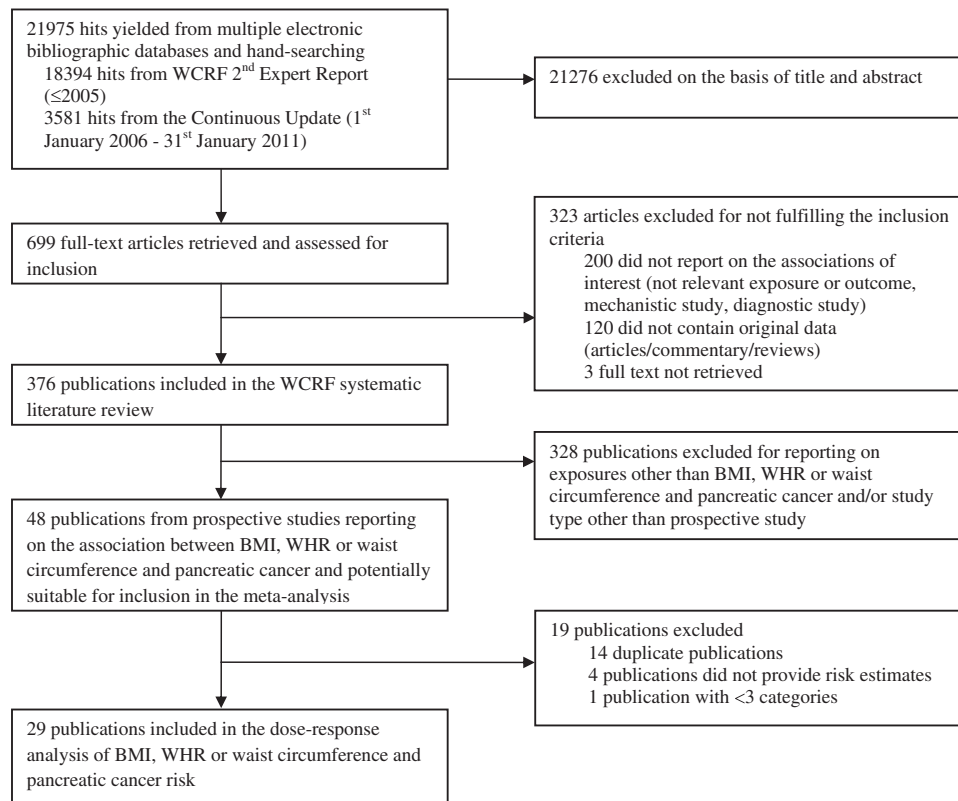 21975 hits yielded from multiple electronic
bibliographic databases and hand-searching
18394 hits from WCRF 2nd Expert Report
(≤2005)
3581 hits from the Continuous Update (1st
January 2006 - 31st January 2011)
21276 excluded on the basis of title and abstract
699 full-text articles retrieved and assessed for
inclusion
323 articles excluded for not fulfilling the inclusion
criteria
200 did not report on the associations of
interest (not relevant exposure or outcome,
mechanistic study, diagnostic study)
120 did not contain original data
(articles/commentary/reviews)
3 full text not retrieved
376 publications included in the WCRF systematic
literature review
328 publications excluded for reporting on
exposures other than BMI, WHR or waist
circumference and pancreatic cancer and/or study
type other than prospective study
48 publications from prospective studies reporting
on the association between BMI, WHR or waist
circumference and pancreatic cancer and potentially
suitable for inclusion in the meta-analysis
19 publications excluded
14 duplicate publications
4 publications did not provide risk estimates
1 publication with <3 categories
29 publications included in the dose-response
analysis of BMI, WHR or waist circumference and
pancreatic cancer risk